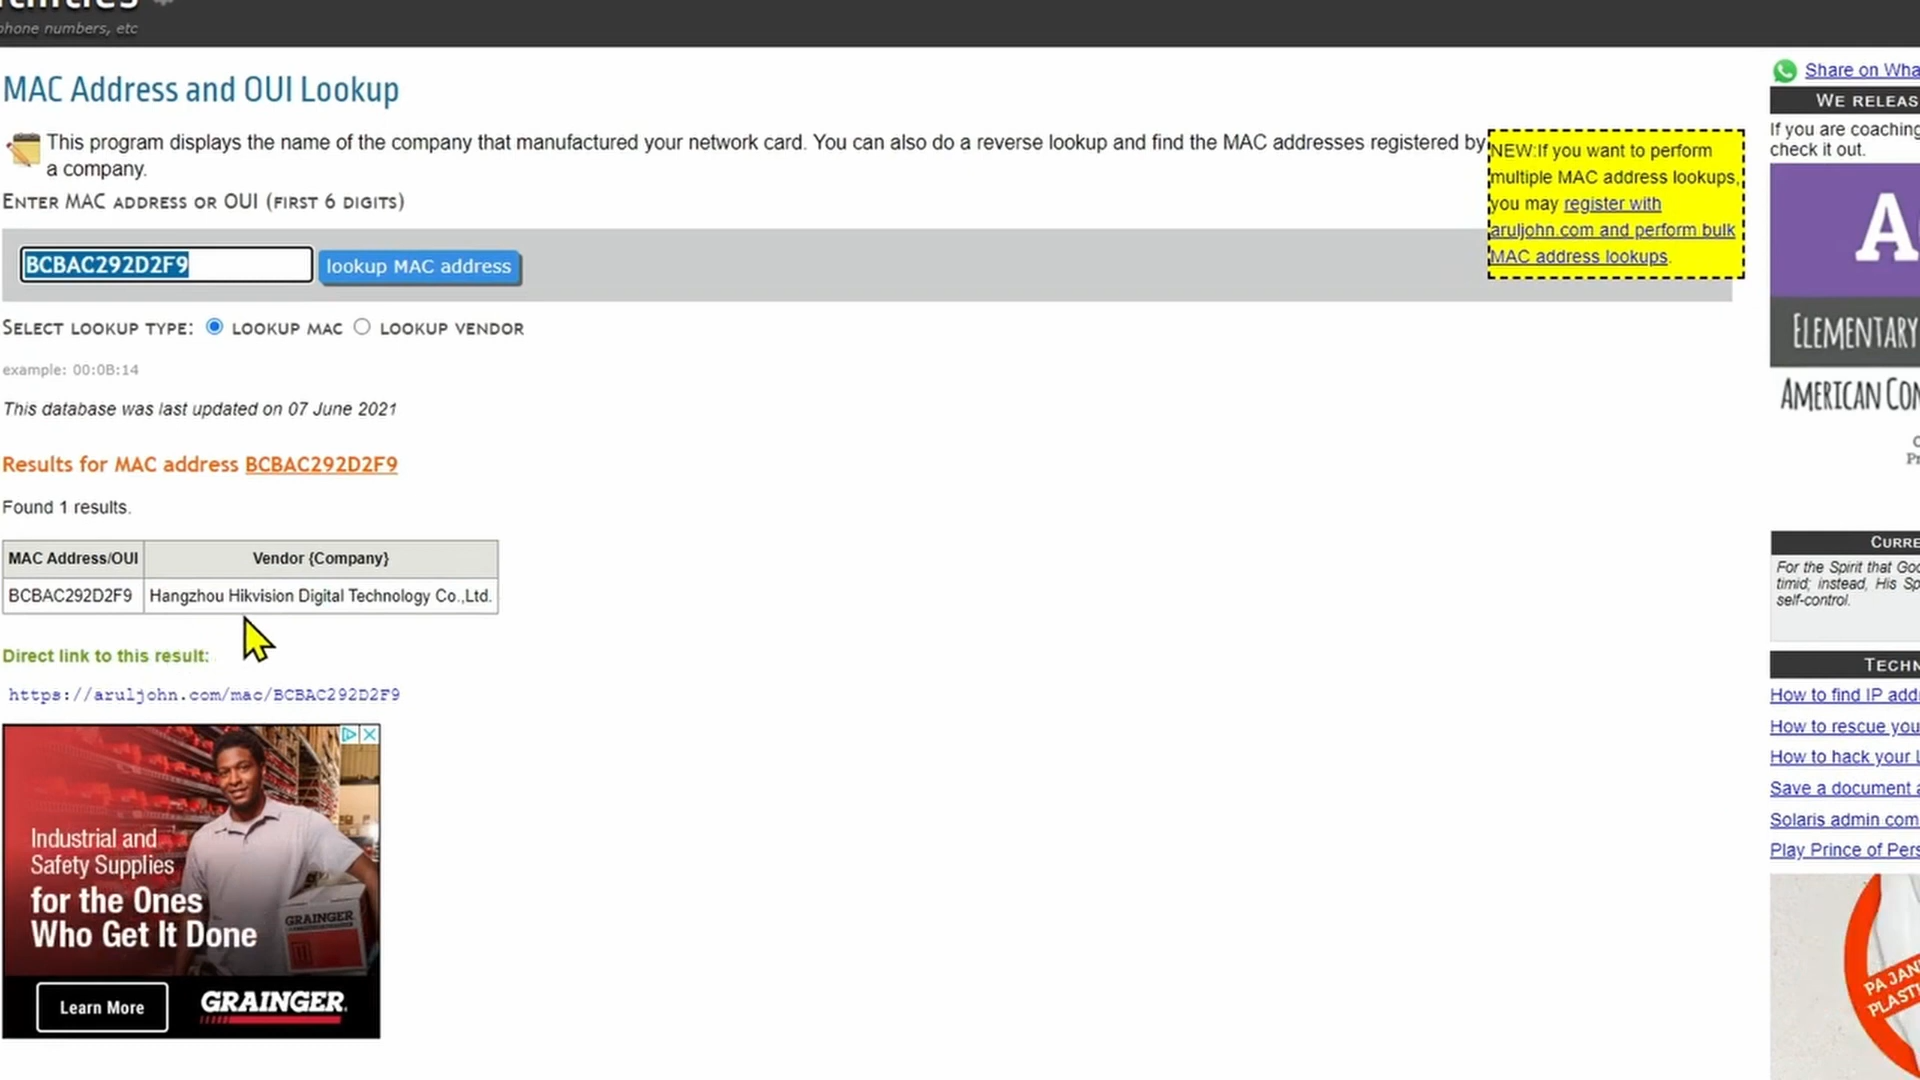 phone numbers, etc
MAC Address and OUI Lookup
This program displays the name of the company that manufactured your network card. You can also do a reverse lookup and find the MAC addresses registered by
a company.
ENTER MAC ADDRESS OR OUI (FIRST 6 DIGITS)
BCBAC292D2F9
lookup MAC address
NEW:If you want to perform
multiple MAC address lookups,
you may register with
aruljohn.com and perform bulk
MAC address lookups.
SELECT LOOKUP TYPE: LOOKUP MAC LOOKUP VENDOR
example: 00:0B:14
This database was last updated on 07 June 2021
Results for MAC address BCBAC292D2F9
Found 1 results.
MAC Address/OUI Vendor {Company}
BCBAC292D2F9 Hangzhou Hikvision Digital Technology Co.,Ltd.
Direct link to this result:
https://aruljohn.com/mac/BCBAC292D2F9
Industrial and
Safety Supplies
for the Ones
Who Get It Done
GRAINGER
Learn More
GRAINGER
Share on Wha
WE RELEAS
If you are coaching
check it out.
A
ELEMENTARY
AMERICAN CON
CURRE
For the Spirit that God
timid; instead, His Sp
self-control.
TECHN
How to find IP add
How to rescue you
How to hack your L
Save a document a
Solaris admin com
Play Prince of Pers
PA JAN
PLASTI